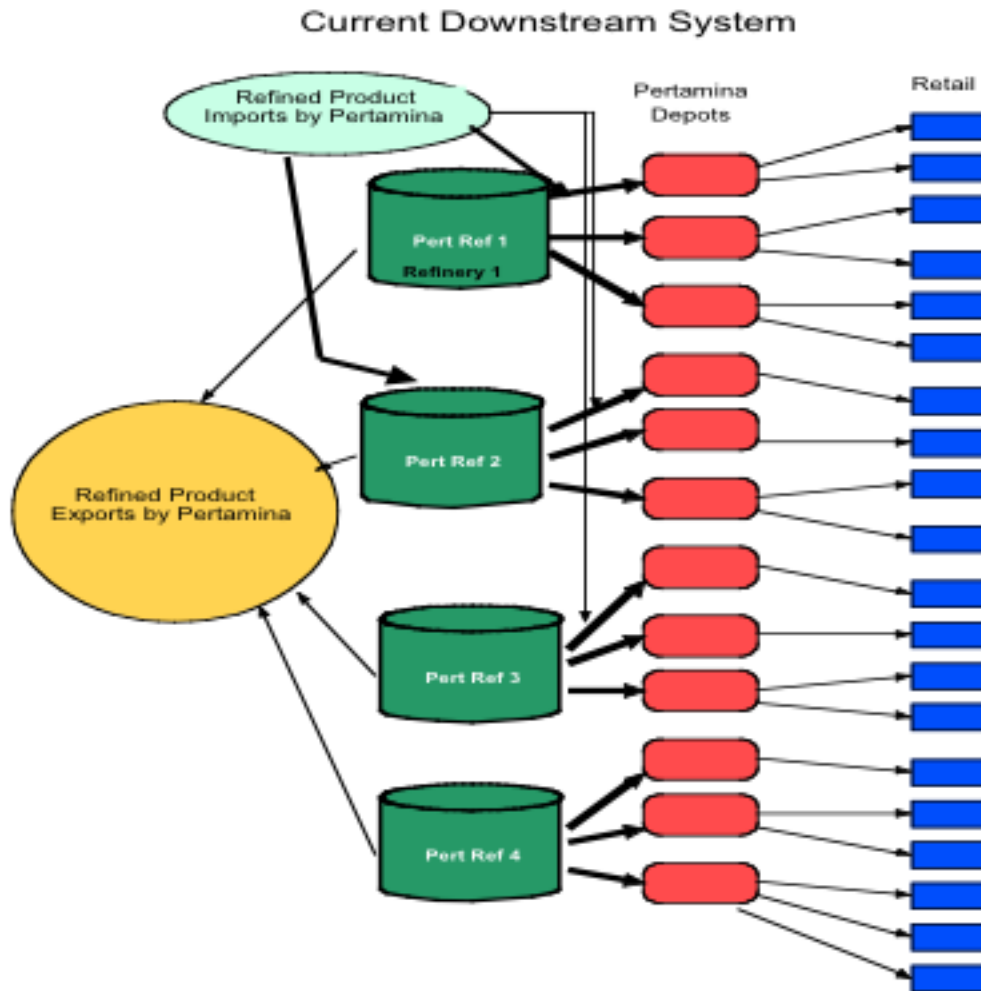 Current Downstream System
Refined Product
Imports by Pertamina
Pertamina
Depots
Retail
Pert Ref 1
Refinery 1
Pert Ref 2
Refined Product
Exports by Pertamina
Pert Ref 3
Pert Ref 4